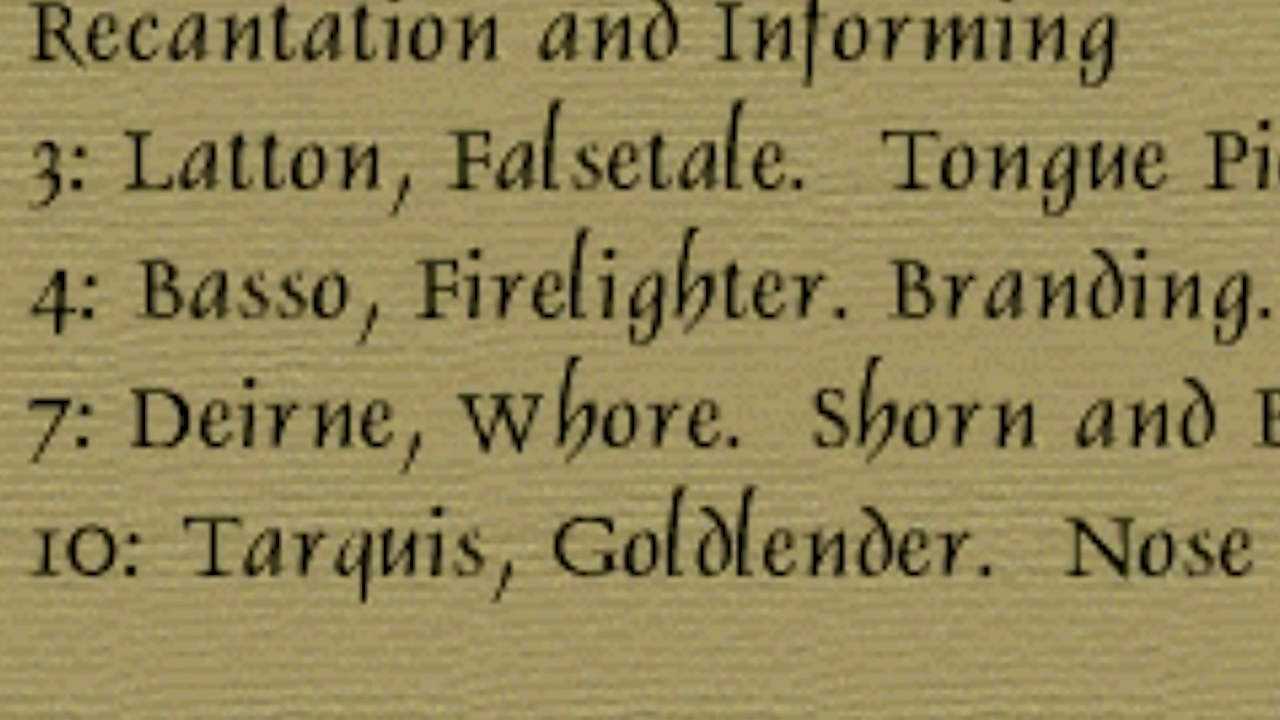 Recantation and Informing
3: Latton, Falsetale. Tongue
4: Basso, Firelighter. Branding.
7: Deirne, Whore. Shorn and
10: Tarquis, Goldlender. Nose